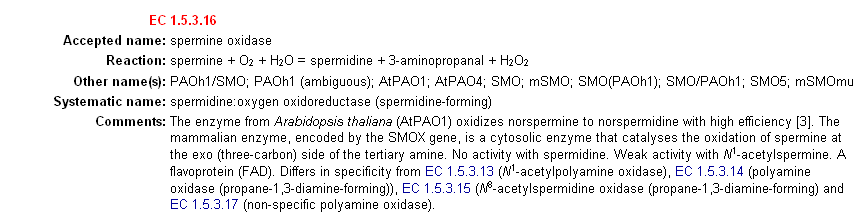 EC 1.5.3.16
Accepted name: spermine oxidase
Reaction: spermine + O₂ + H₂O = spermidine + 3-aminopropanal + H₂O₂
Other name(s): PAOh1/SMO; PAOh1 (ambiguous); AtPAO1; AtPAO4; SMO; mSMO; SMO(PAOh1); SMO/PAOh1; SMO5; mSMOmu
Systematic name: spermidine:oxygen oxidoreductase (spermidine-forming)
Comments: The enzyme from Arabidopsis thaliana (AtPAO1) oxidizes norspermine to norspermidine with high efficiency [3]. The
mammalian enzyme, encoded by the SMOX gene, is a cytosolic enzyme that catalyses the oxidation of spermine at
the exo (three-carbon) side of the tertiary amine. No activity with spermidine. Weak activity with N¹-acetylspermine. A
flavoprotein (FAD). Differs in specificity from EC 1.5.3.13 (N¹-acetylpolyamine oxidase), EC 1.5.3.14 (polyamine
oxidase (propane-1,3-diamine-forming)), EC 1.5.3.15 (N⁸-acetylspermidine oxidase (propane-1,3-diamine-forming) and
EC 1.5.3.17 (non-specific polyamine oxidase).